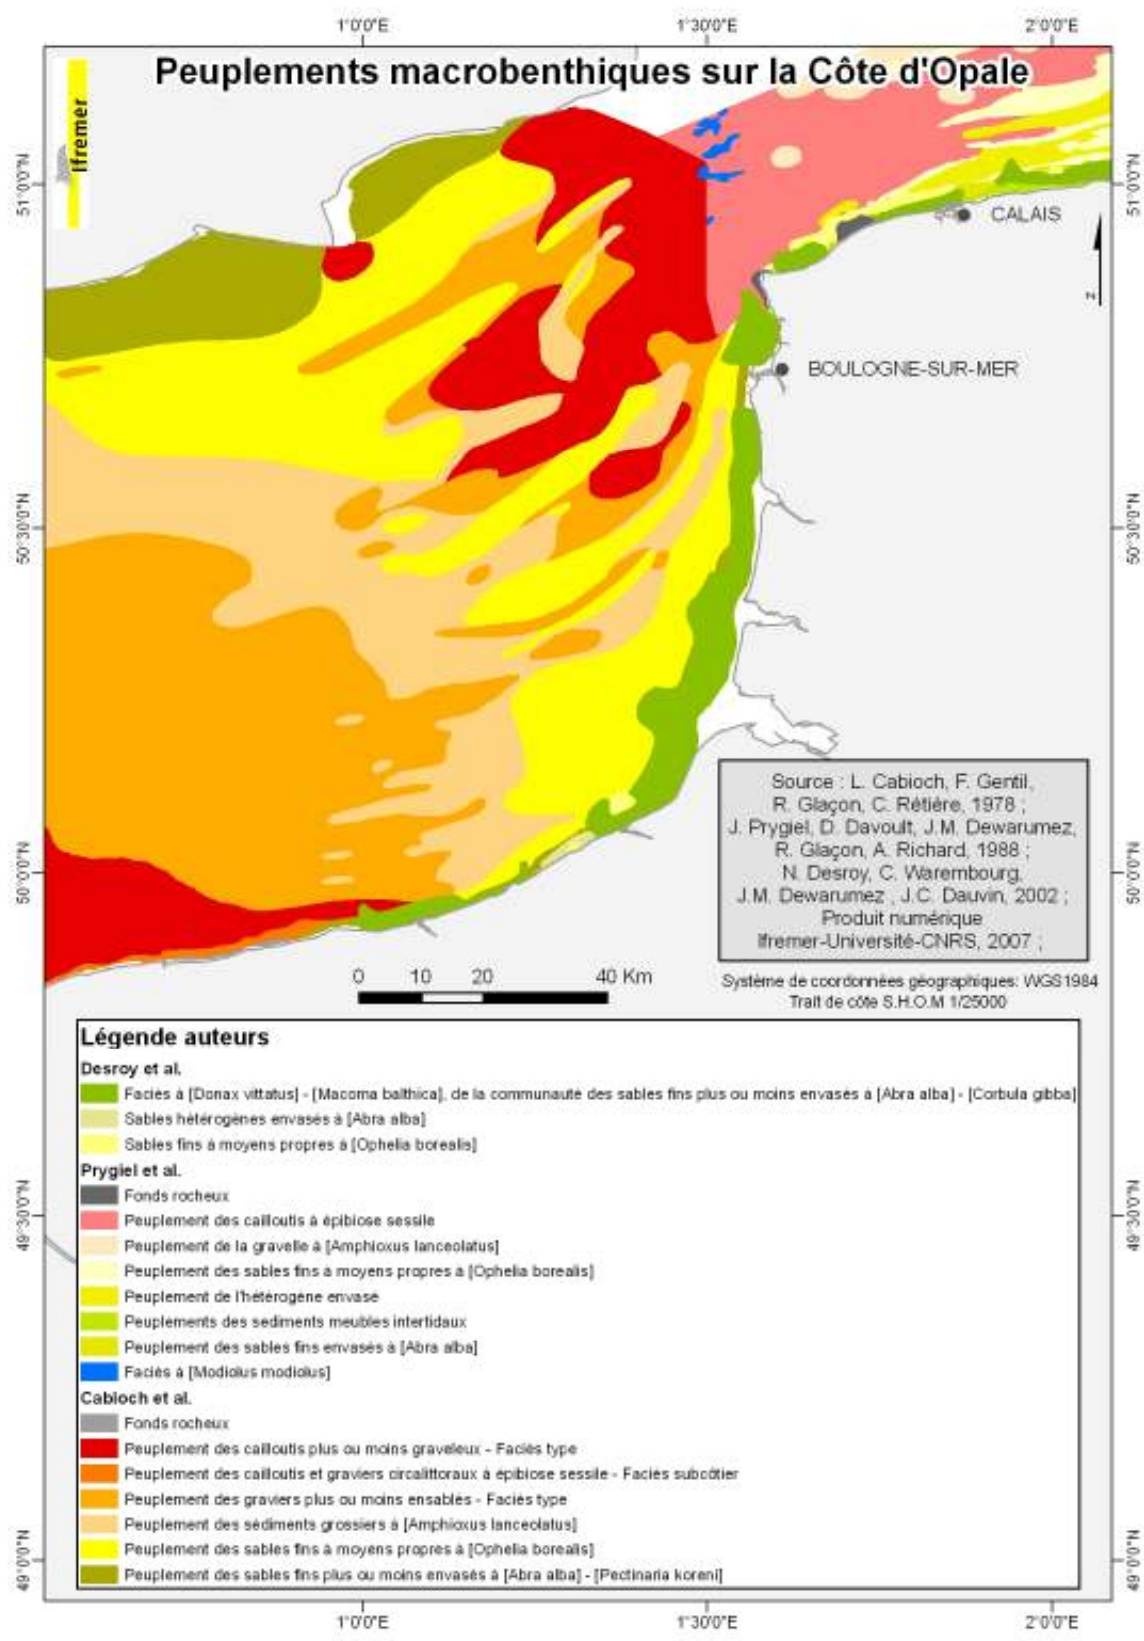 1°0'0"E
1°30'0"E
2°0'0"E
Peuplements macrobenthiques sur la Côte d'Opale
Ifremer
51°0'0"N
51°0'0"N
CALAIS
N
BOULOGNE-SUR-MER
50°30'0"N
50°30'0"N
Source : L. Cabioch, F. Gentil,
R. Glaçon, C. Rétière, 1978 ;
J. Prygiel, D. Davoult, J.M. Dewarumez,
R. Glaçon, A. Richard, 1988 ;
N. Desroy, C. Warembourg,
J.M. Dewarumez , J.C. Dauvin, 2002 ;
Produit numérique
Ifremer-Université-CNRS, 2007 ;
50°0'0"N
50°0'0"N
0 10 20 40 Km
Système de coordonnées géographiques: WGS1984
Trait de côte S.H.O.M 1/25000
Légende auteurs
Desroy et al.
Faciès à [Donax vittatus] - [Macoma balthica], de la communauté des sables fins plus ou moins envasés à [Abra alba] - [Corbula gibba]
Sables hétérogènes envasés à [Abra alba]
Sables fins à moyens propres à [Ophelia borealis]
Prygiel et al.
Fonds rocheux
Peuplement des cailloutis à épibiose sessile
Peuplement de la gravelle à [Amphioxus lanceolatus]
Peuplement des sables fins à moyens propres à [Ophelia borealis]
Peuplement de l'hétérogène envasé
Peuplements des sediments meubles intertidaux
Peuplement des sables fins envasés à [Abra alba]
Faciès à [Modiolus modiolus]
Cabioch et al.
Fonds rocheux
Peuplement des cailloutis plus ou moins graveleux - Faciès type
Peuplement des cailloutis et graviers circalittoraux à épibiose sessile - Faciès subcôtier
Peuplement des graviers plus ou moins ensablés - Faciès type
Peuplement des sédiments grossiers à [Amphioxus lanceolatus]
Peuplement des sables fins à moyens propres à [Ophelia borealis]
Peuplement des sables fins plus ou moins envasés à [Abra alba] - [Pectinaria koreni]
49°30'0"N
49°30'0"N
49°0'0"N
49°0'0"N
1°0'0"E
1°30'0"E
2°0'0"E